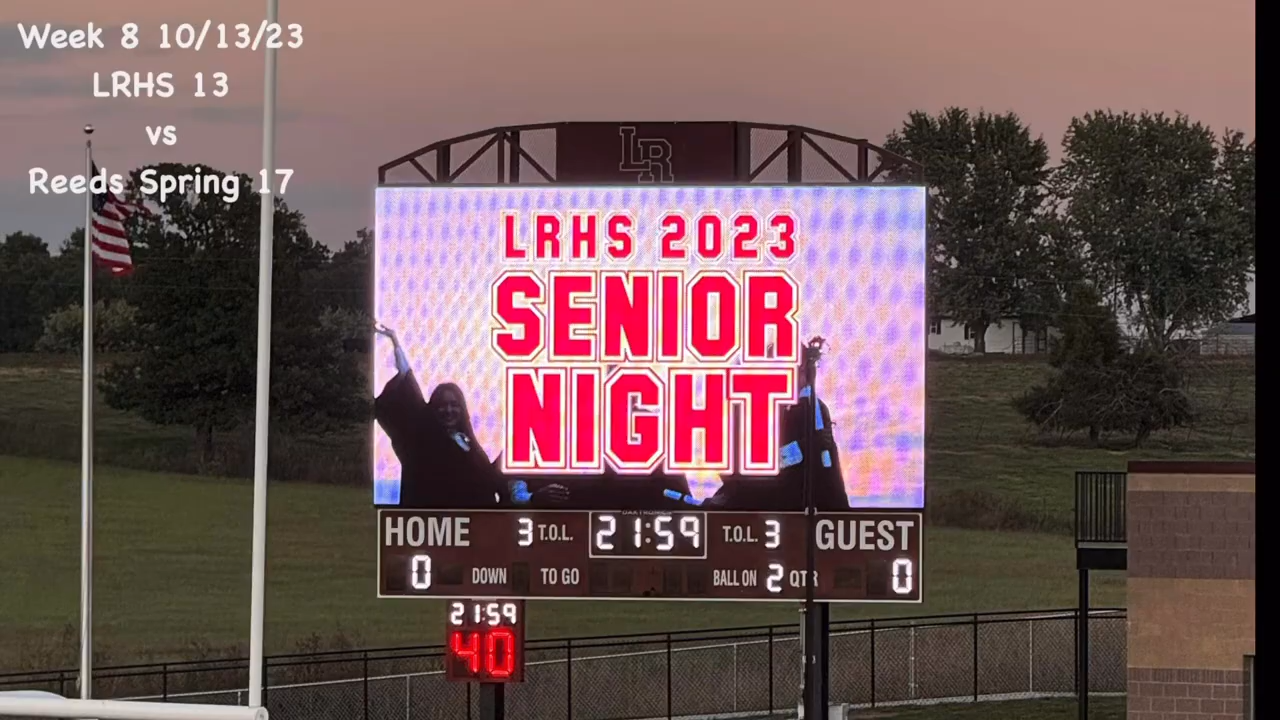 Week 8 10/13/23
LRHS 13
vs
Reeds Spring 17
LR
LRHS 2023
SENIOR
NIGHT
DAKTRONICS
HOME 3 T.O.L. 21:59 T.O.L. 3 GUEST
0 DOWN TO GO BALL ON 2 QTR 0
21:59
40